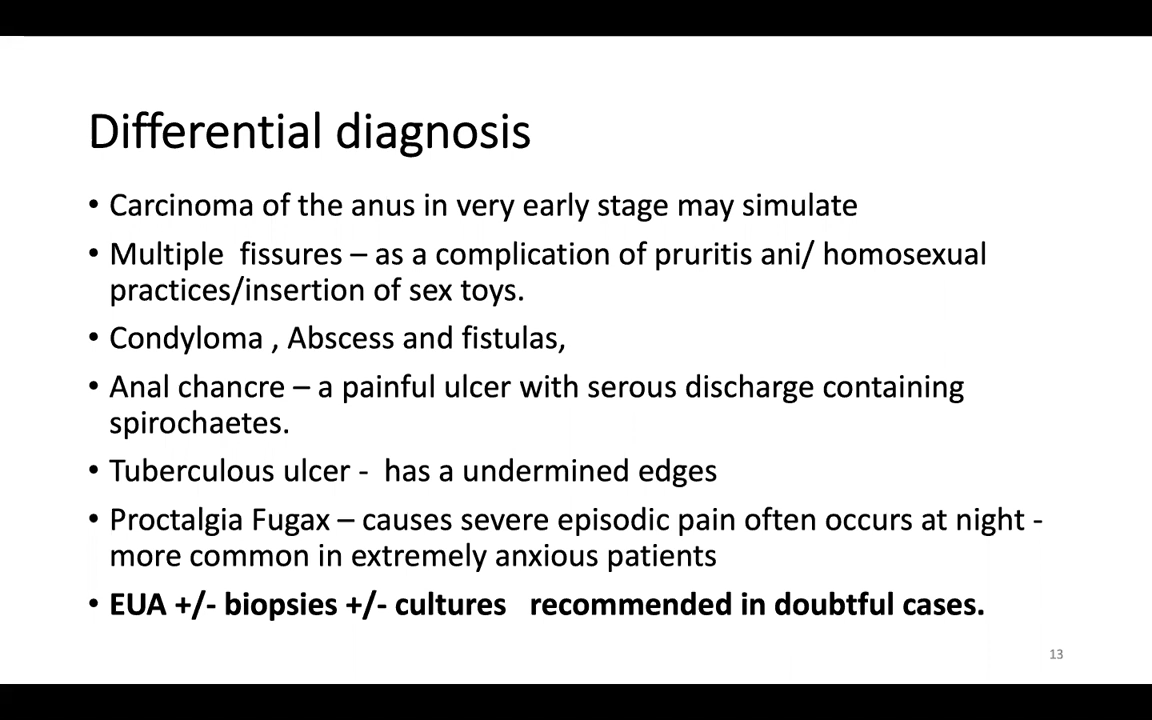 Differential diagnosis
• Carcinoma of the anus in very early stage may simulate
• Multiple  fissures – as a complication of pruritis ani/ homosexual
practices/insertion of sex toys.
• Condyloma , Abscess and fistulas,
• Anal chancre – a painful ulcer with serous discharge containing
spirochaetes.
• Tuberculous ulcer -  has a undermined edges
• Proctalgia Fugax – causes severe episodic pain often occurs at night -
more common in extremely anxious patients
• EUA +/- biopsies +/- cultures   recommended in doubtful cases.
13